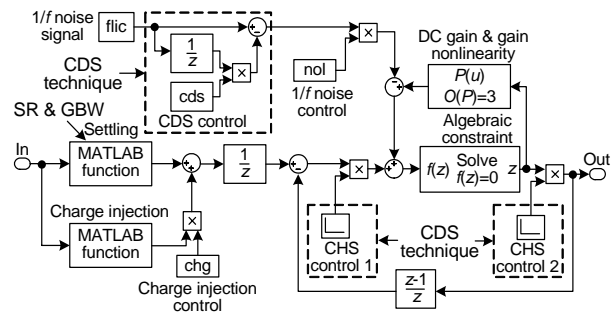 1/f noise
signal
flic
1
z
cds
CDS control
CDS
technique
nol
1/f noise
control
DC gain & gain
nonlinearity
P(u)
O(P)=3
Algebraic
constraint
f(z) Solve z
f(z)=0
SR & GBW
Settling
In
MATLAB
function
1
z
Out
Charge injection
MATLAB
function
chg
Charge injection
control
CHS
control 1
CDS
technique
CHS
control 2
z-1
z